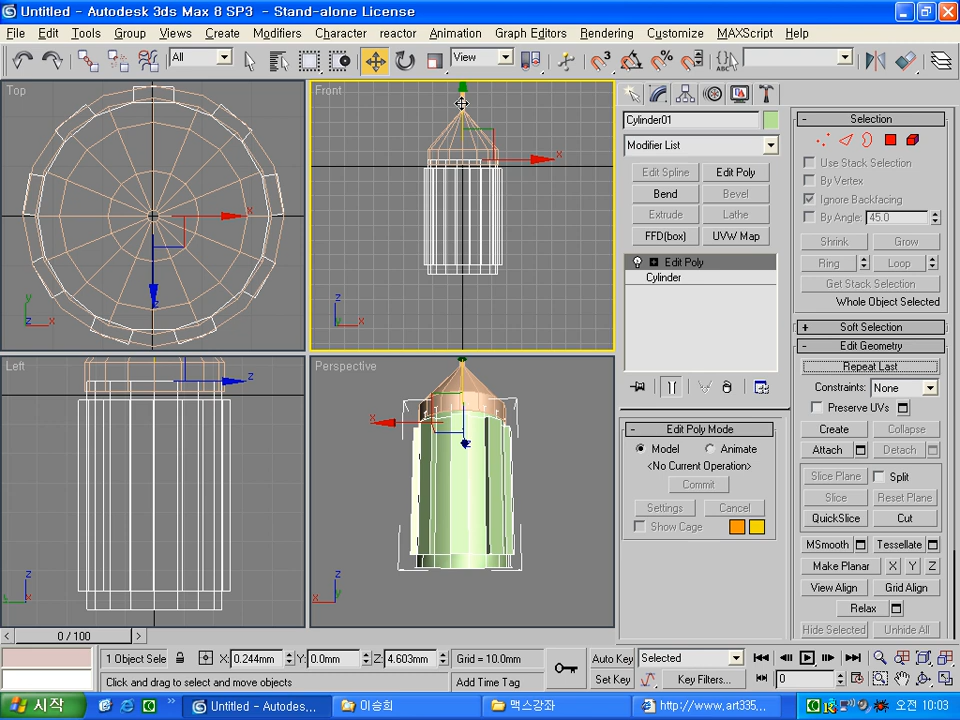 Untitled - Autodesk 3ds Max 8 SP3 - Stand-alone License
File Edit Tools Group Views Create Modifiers Character reactor Animation Graph Editors Rendering Customize MAXScript Help
All View
Top Front
Cylinder01
Modifier List
Edit Spline Edit Poly
Bend Bevel
Extrude Lathe
FFD(box) UVW Map
Edit Poly
Cylinder
- Selection
Use Stack Selection
By Vertex
Ignore Backfacing
By Angle: 45.0
Shrink Grow
Ring Loop
Get Stack Selection
Whole Object Selected
+ Soft Selection
- Edit Geometry
Repeat Last
Constraints: None
Preserve UVs
Create Collapse
Attach Detach
Slice Plane Split
Slice Reset Plane
QuickSlice Cut
MSmooth Tessellate
Make Planar X Y Z
View Align Grid Align
Relax
Hide Selected Unhide All
Left Perspective
- Edit Poly Mode
Model Animate
<No Current Operation>
Commit
Settings Cancel
Show Cage
0 / 100
1 Object Sele X: 0.244mm Y: 0.0mm Z: 4.603mm Grid = 10.0mm Auto Key Selected
Click and drag to select and move objects Add Time Tag Set Key Key Filters... 0
시작 Untitled - Autodes... 이승희 맥스강좌 http://www.art335... 오전 10:03